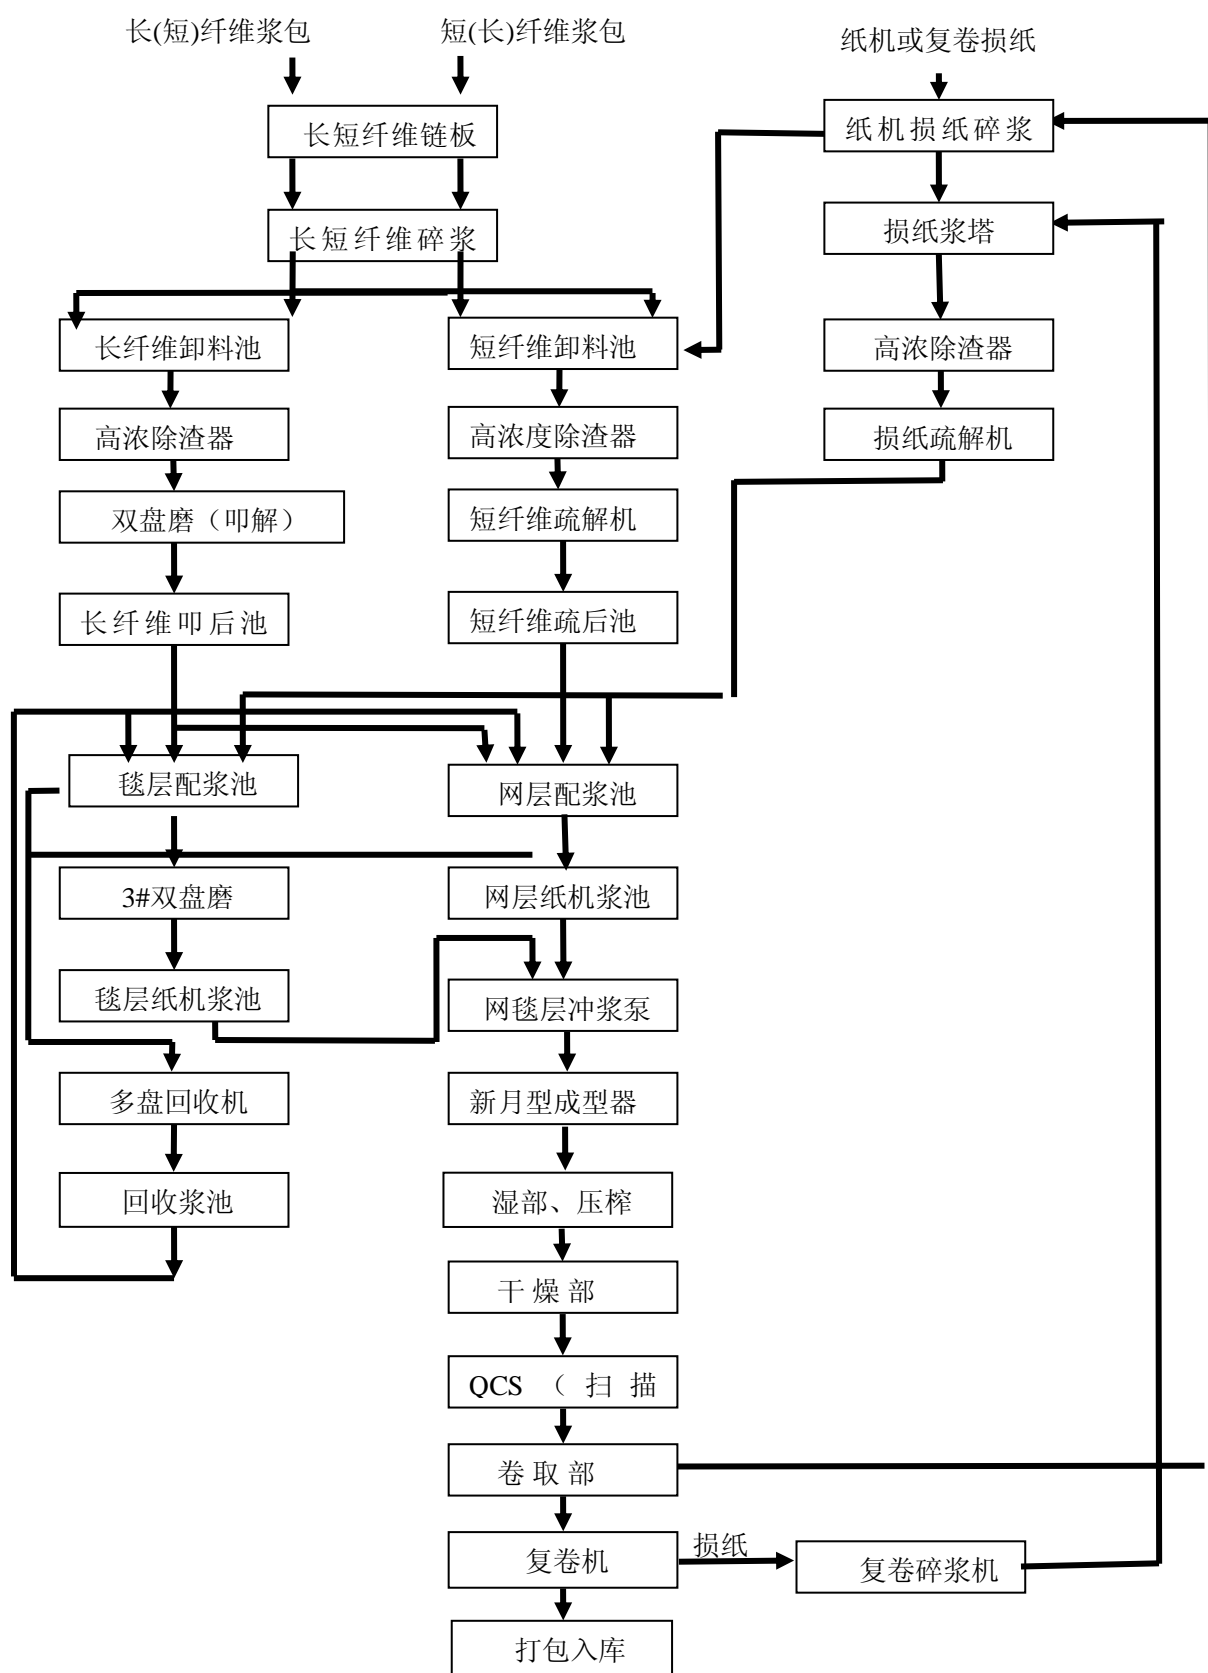 长(短)纤维浆包
短(长)纤维浆包
纸机或复卷损纸
长短纤维链板
纸机损纸碎浆
长短纤维碎浆
损纸浆塔
长纤维卸料池
短纤维卸料池
高浓除渣器
高浓除渣器
高浓度除渣器
损纸疏解机
双盘磨（叩解）
短纤维疏解机
长纤维叩后池
短纤维疏后池
毯层配浆池
网层配浆池
3#双盘磨
网层纸机浆池
毯层纸机浆池
网毯层冲浆泵
多盘回收机
新月型成型器
回收浆池
湿部、压榨
干燥部
QCS（扫描
卷取部
复卷机
损纸
复卷碎浆机
打包入库